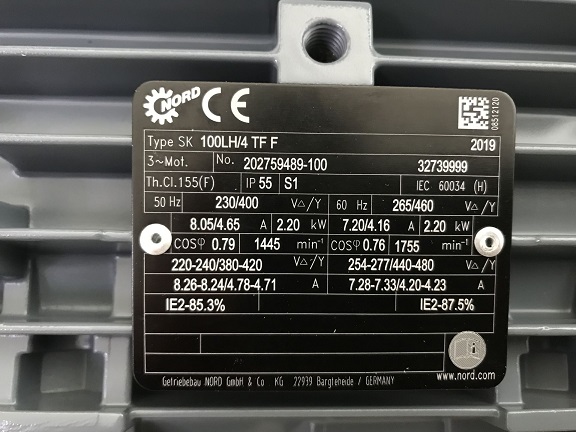 NORD CE
08512120
Type SK 100LH/4 TF F 2019
3~Mot. No. 202759489-100 32739999
Th.Cl.155(F) IP 55 S1 IEC 60034 (H)
50 Hz 230/400 V△/Y 60 Hz 265/460 V△/Y
8.05/4.65 A 2.20 kW 7.20/4.16 A 2.20 kW
COSφ 0.79 1445 min⁻¹ COSφ 0.76 1755 min⁻¹
220-240/380-420 V△/Y 254-277/440-480 V△/Y
8.26-8.24/4.78-4.71 A 7.28-7.33/4.20-4.23 A
IE2-85.3% IE2-87.5%
Getriebebau NORD GmbH & Co KG 22939 Bargteheide / GERMANY www.nord.com